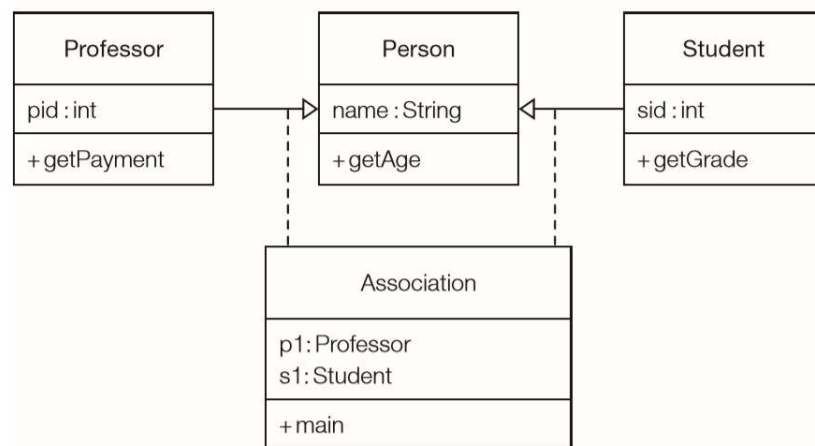 Professor
pid : int
+ getPayment
Person
name : String
+ getAge
Student
sid : int
+ getGrade
Association
p1: Professor
s1: Student
+ main